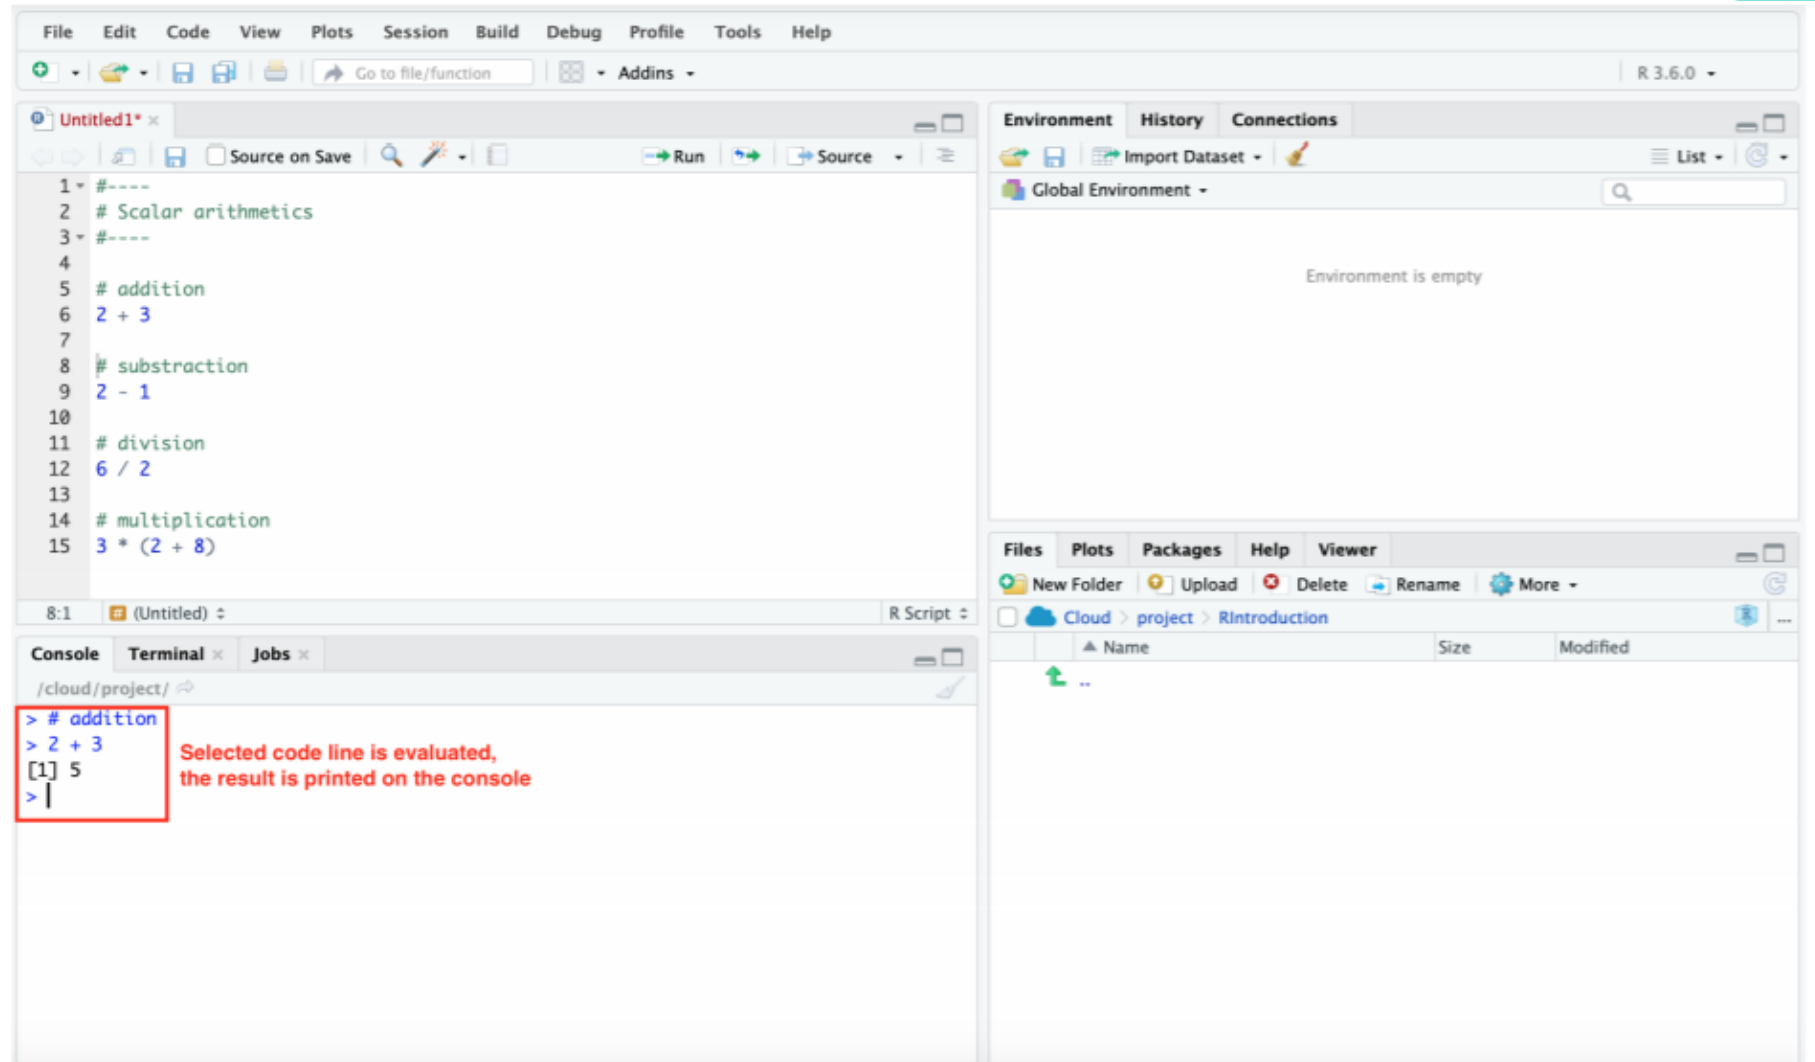 File Edit Code View Plots Session Build Debug Profile Tools Help
Go to file/function Addins R 3.6.0
Untitled1*
Source on Save Run Source
1 #----
2 # Scalar arithmetics
3 #----
4
5 # addition
6 2 + 3
7
8 # substraction
9 2 - 1
10
11 # division
12 6 / 2
13
14 # multiplication
15 3 * (2 + 8)
8:1 # (Untitled) R Script
Console Terminal Jobs
/cloud/project/
> # addition
> 2 + 3
[1] 5
>
Selected code line is evaluated,
the result is printed on the console
Environment History Connections
Import Dataset List
Global Environment
Environment is empty
Files Plots Packages Help Viewer
New Folder Upload Delete Rename More
Cloud > project > RIntroduction R ...
Name Size Modified
..